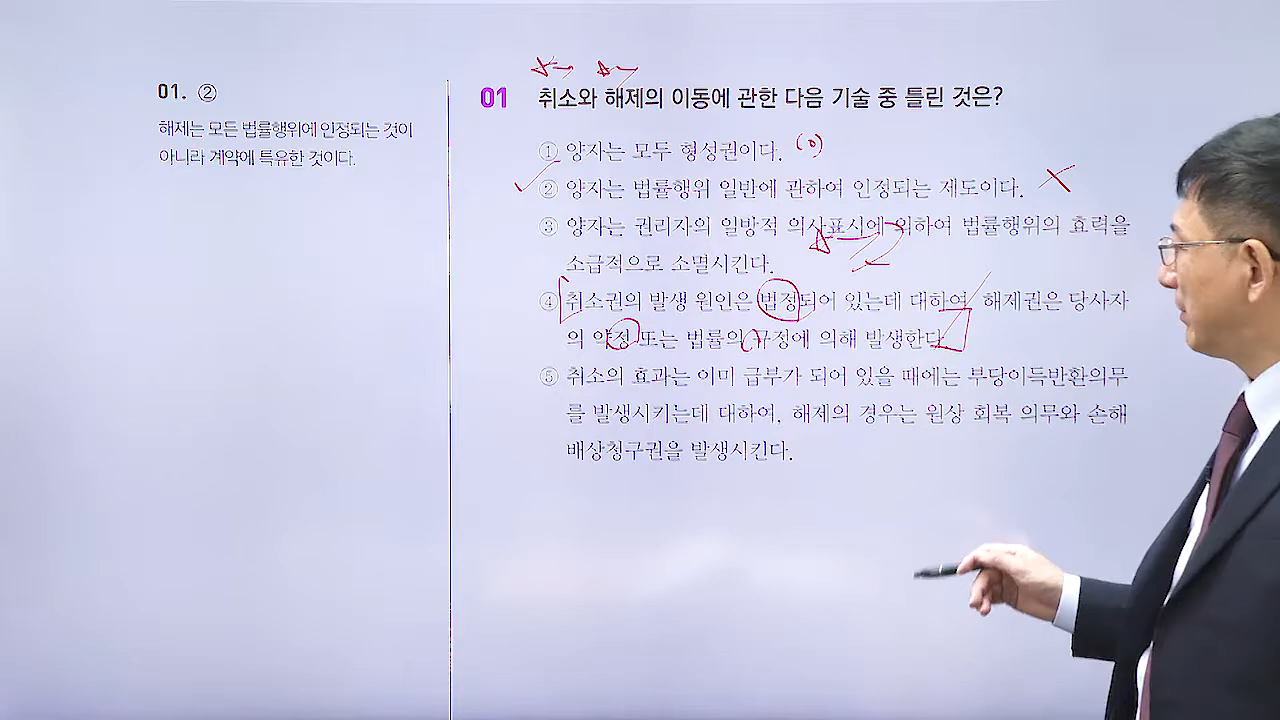 01. ②
해제는 모든 법률행위에 인정되는 것이
아니라 계약에 특유한 것이다.
01 취소와 해제의 이동에 관한 다음 기술 중 틀린 것은?
① 양자는 모두 형성권이다. (O)
② 양자는 법률행위 일반에 관하여 인정되는 제도이다. X
③ 양자는 권리자의 일방적 의사표시에 의하여 법률행위의 효력을
소급적으로 소멸시킨다.
④ 취소권의 발생 원인은 법정되어 있는데 대하여, 해제권은 당사자
의 약정 또는 법률의 규정에 의해 발생한다.
⑤ 취소의 효과는 이미 급부가 되어 있을 때에는 부당이득반환의무
를 발생시키는데 대하여, 해제의 경우는 원상 회복 의무와 손해
배상청구권을 발생시킨다.